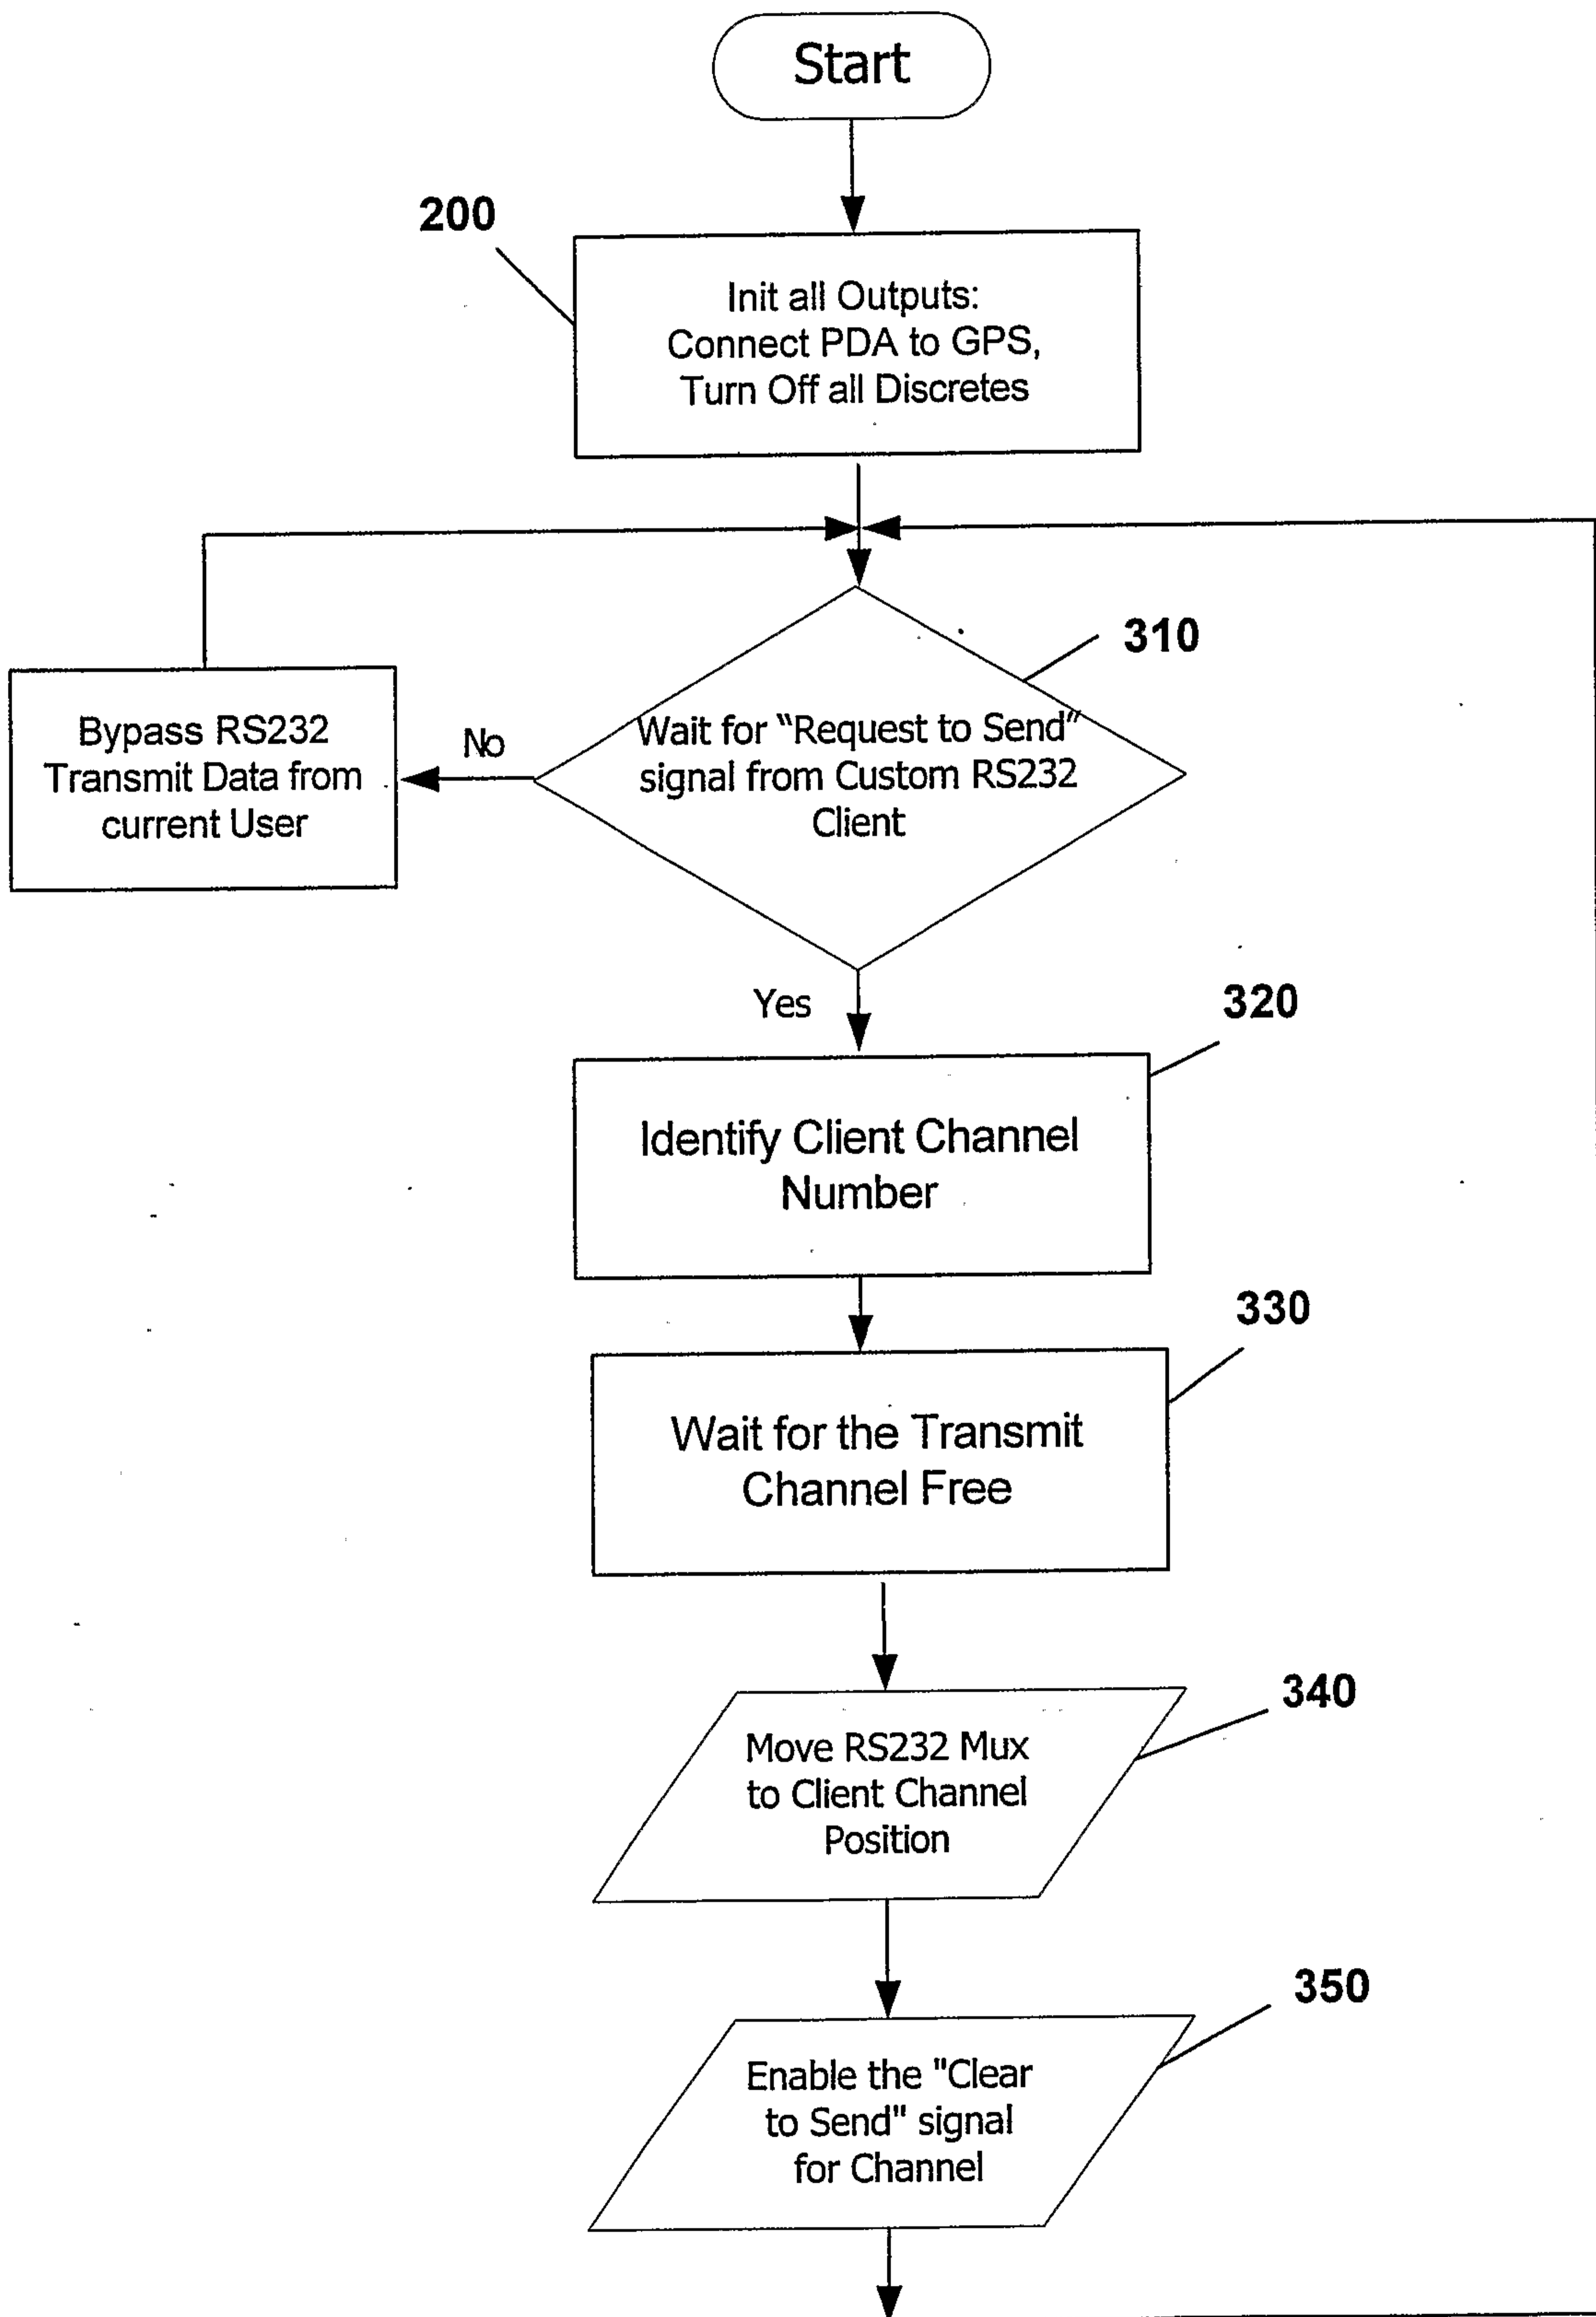 Start
200
Init all Outputs:
Connect PDA to GPS,
Turn Off all Discretes
310
Wait for “Request to Send”
signal from Custom RS232
Client
No
Bypass RS232
Transmit Data from
current User
Yes
320
Identify Client Channel
Number
330
Wait for the Transmit
Channel Free
340
Move RS232 Mux
to Client Channel
Position
350
Enable the "Clear
to Send" signal
for Channel